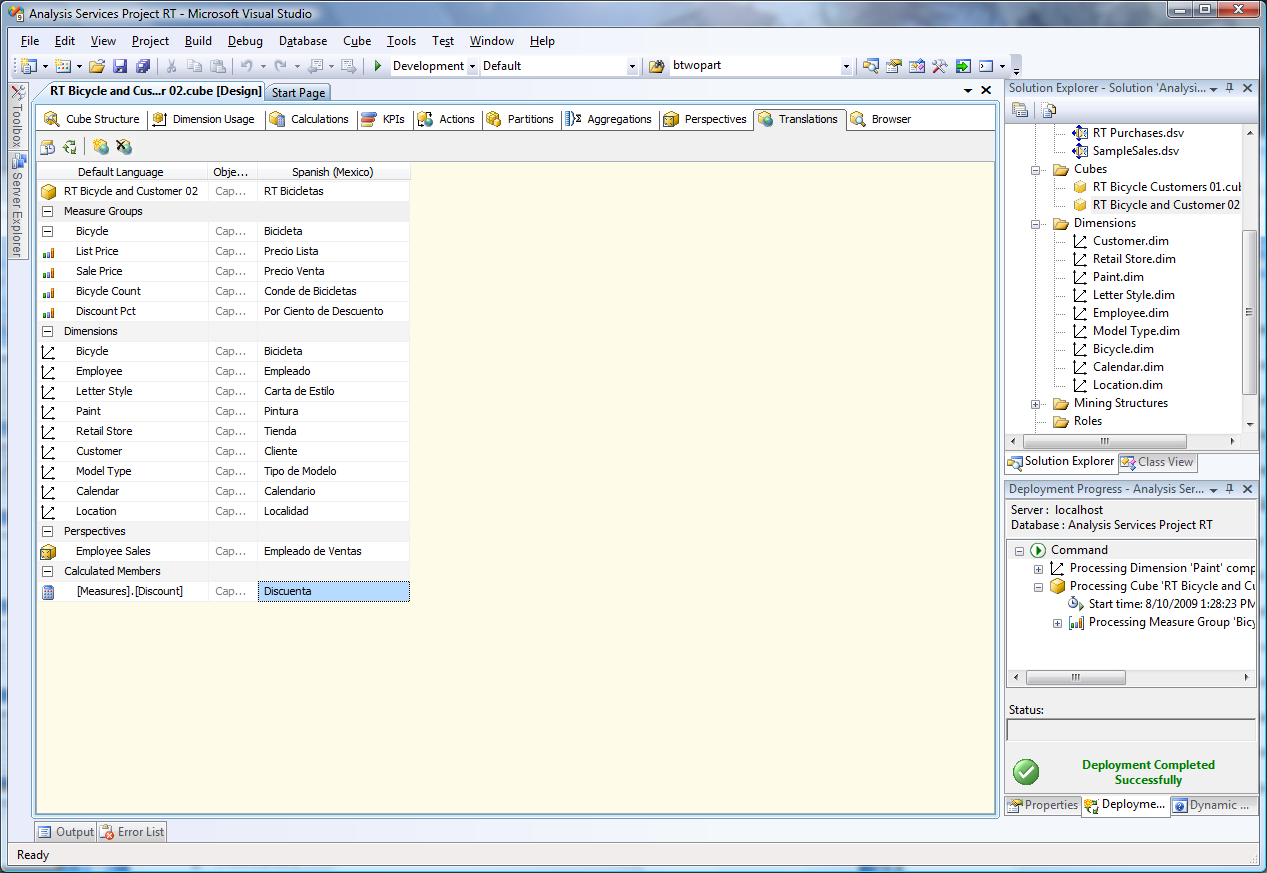 Analysis Services Project RT - Microsoft Visual Studio
File Edit View Project Build Debug Database Cube Tools Test Window Help
Development Default btwopart
Toolbox
Server Explorer
RT Bicycle and Cus...r 02.cube [Design] Start Page
Cube Structure Dimension Usage Calculations KPIs Actions Partitions Aggregations Perspectives Translations Browser
Default Language Obje... Spanish (Mexico)
RT Bicycle and Customer 02 Cap... RT Bicicletas
Measure Groups
Bicycle Cap... Bicicleta
List Price Cap... Precio Lista
Sale Price Cap... Precio Venta
Bicycle Count Cap... Conde de Bicicletas
Discount Pct Cap... Por Ciento de Descuento
Dimensions
Bicycle Cap... Bicicleta
Employee Cap... Empleado
Letter Style Cap... Carta de Estilo
Paint Cap... Pintura
Retail Store Cap... Tienda
Customer Cap... Cliente
Model Type Cap... Tipo de Modelo
Calendar Cap... Calendario
Location Cap... Localidad
Perspectives
Employee Sales Cap... Empleado de Ventas
Calculated Members
[Measures].[Discount] Cap... Discuenta
Solution Explorer - Solution 'Analysi...
RT Purchases.dsv
SampleSales.dsv
Cubes
RT Bicycle Customers 01.cub
RT Bicycle and Customer 02
Dimensions
Customer.dim
Retail Store.dim
Paint.dim
Letter Style.dim
Employee.dim
Model Type.dim
Bicycle.dim
Calendar.dim
Location.dim
Mining Structures
Roles
Solution Explorer Class View
Deployment Progress - Analysis Ser...
Server : localhost
Database : Analysis Services Project RT
Command
Processing Dimension 'Paint' comp
Processing Cube 'RT Bicycle and Cu
Start time: 8/10/2009 1:28:23 PM
Processing Measure Group 'Bicy
Status:
Deployment Completed
Successfully
Properties Deployme... Dynamic ...
Output Error List
Ready